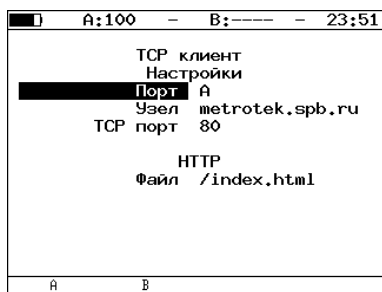 A:100 – B:---- – 23:51
TCP клиент
Настройки
Порт A
Узел metrotek.spb.ru
TCP порт 80
HTTP
Файл /index.html
A B